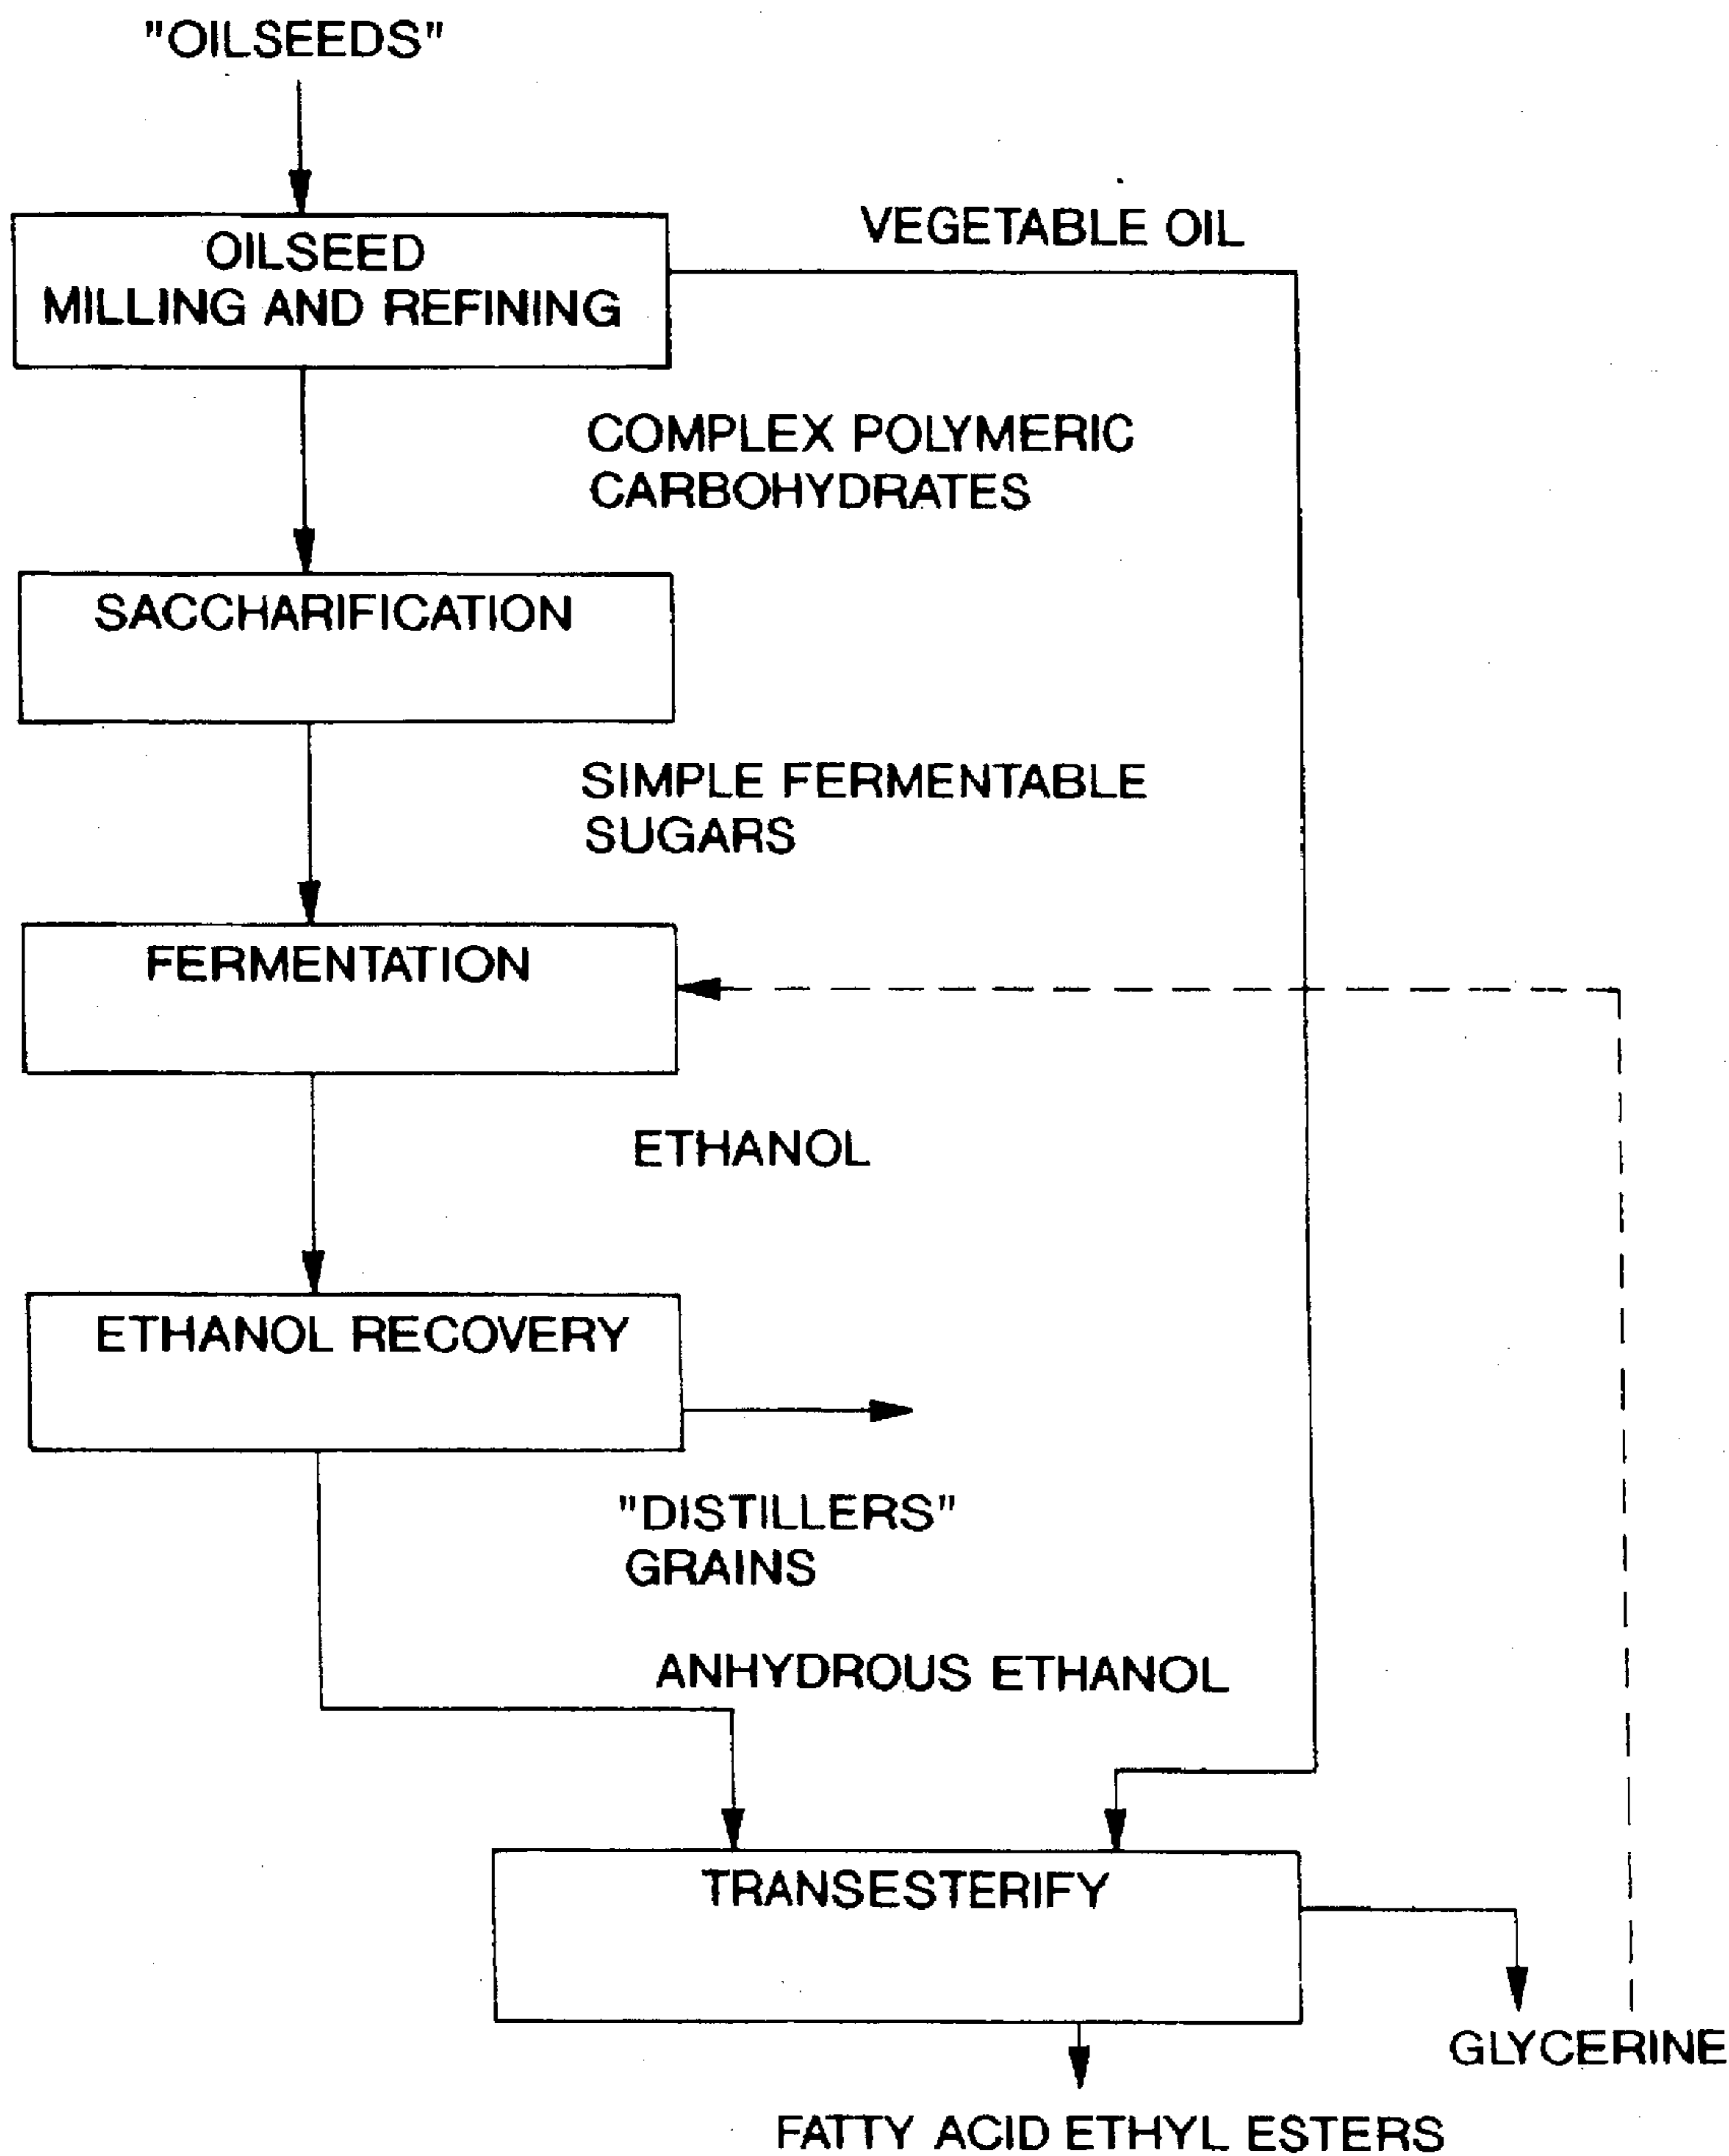 "OILSEEDS"
OILSEED
MILLING AND REFINING
VEGETABLE OIL
COMPLEX POLYMERIC
CARBOHYDRATES
SACCHARIFICATION
SIMPLE FERMENTABLE
SUGARS
FERMENTATION
ETHANOL
ETHANOL RECOVERY
"DISTILLERS"
GRAINS
ANHYDROUS ETHANOL
TRANSESTERIFY
GLYCERINE
FATTY ACID ETHYL ESTERS